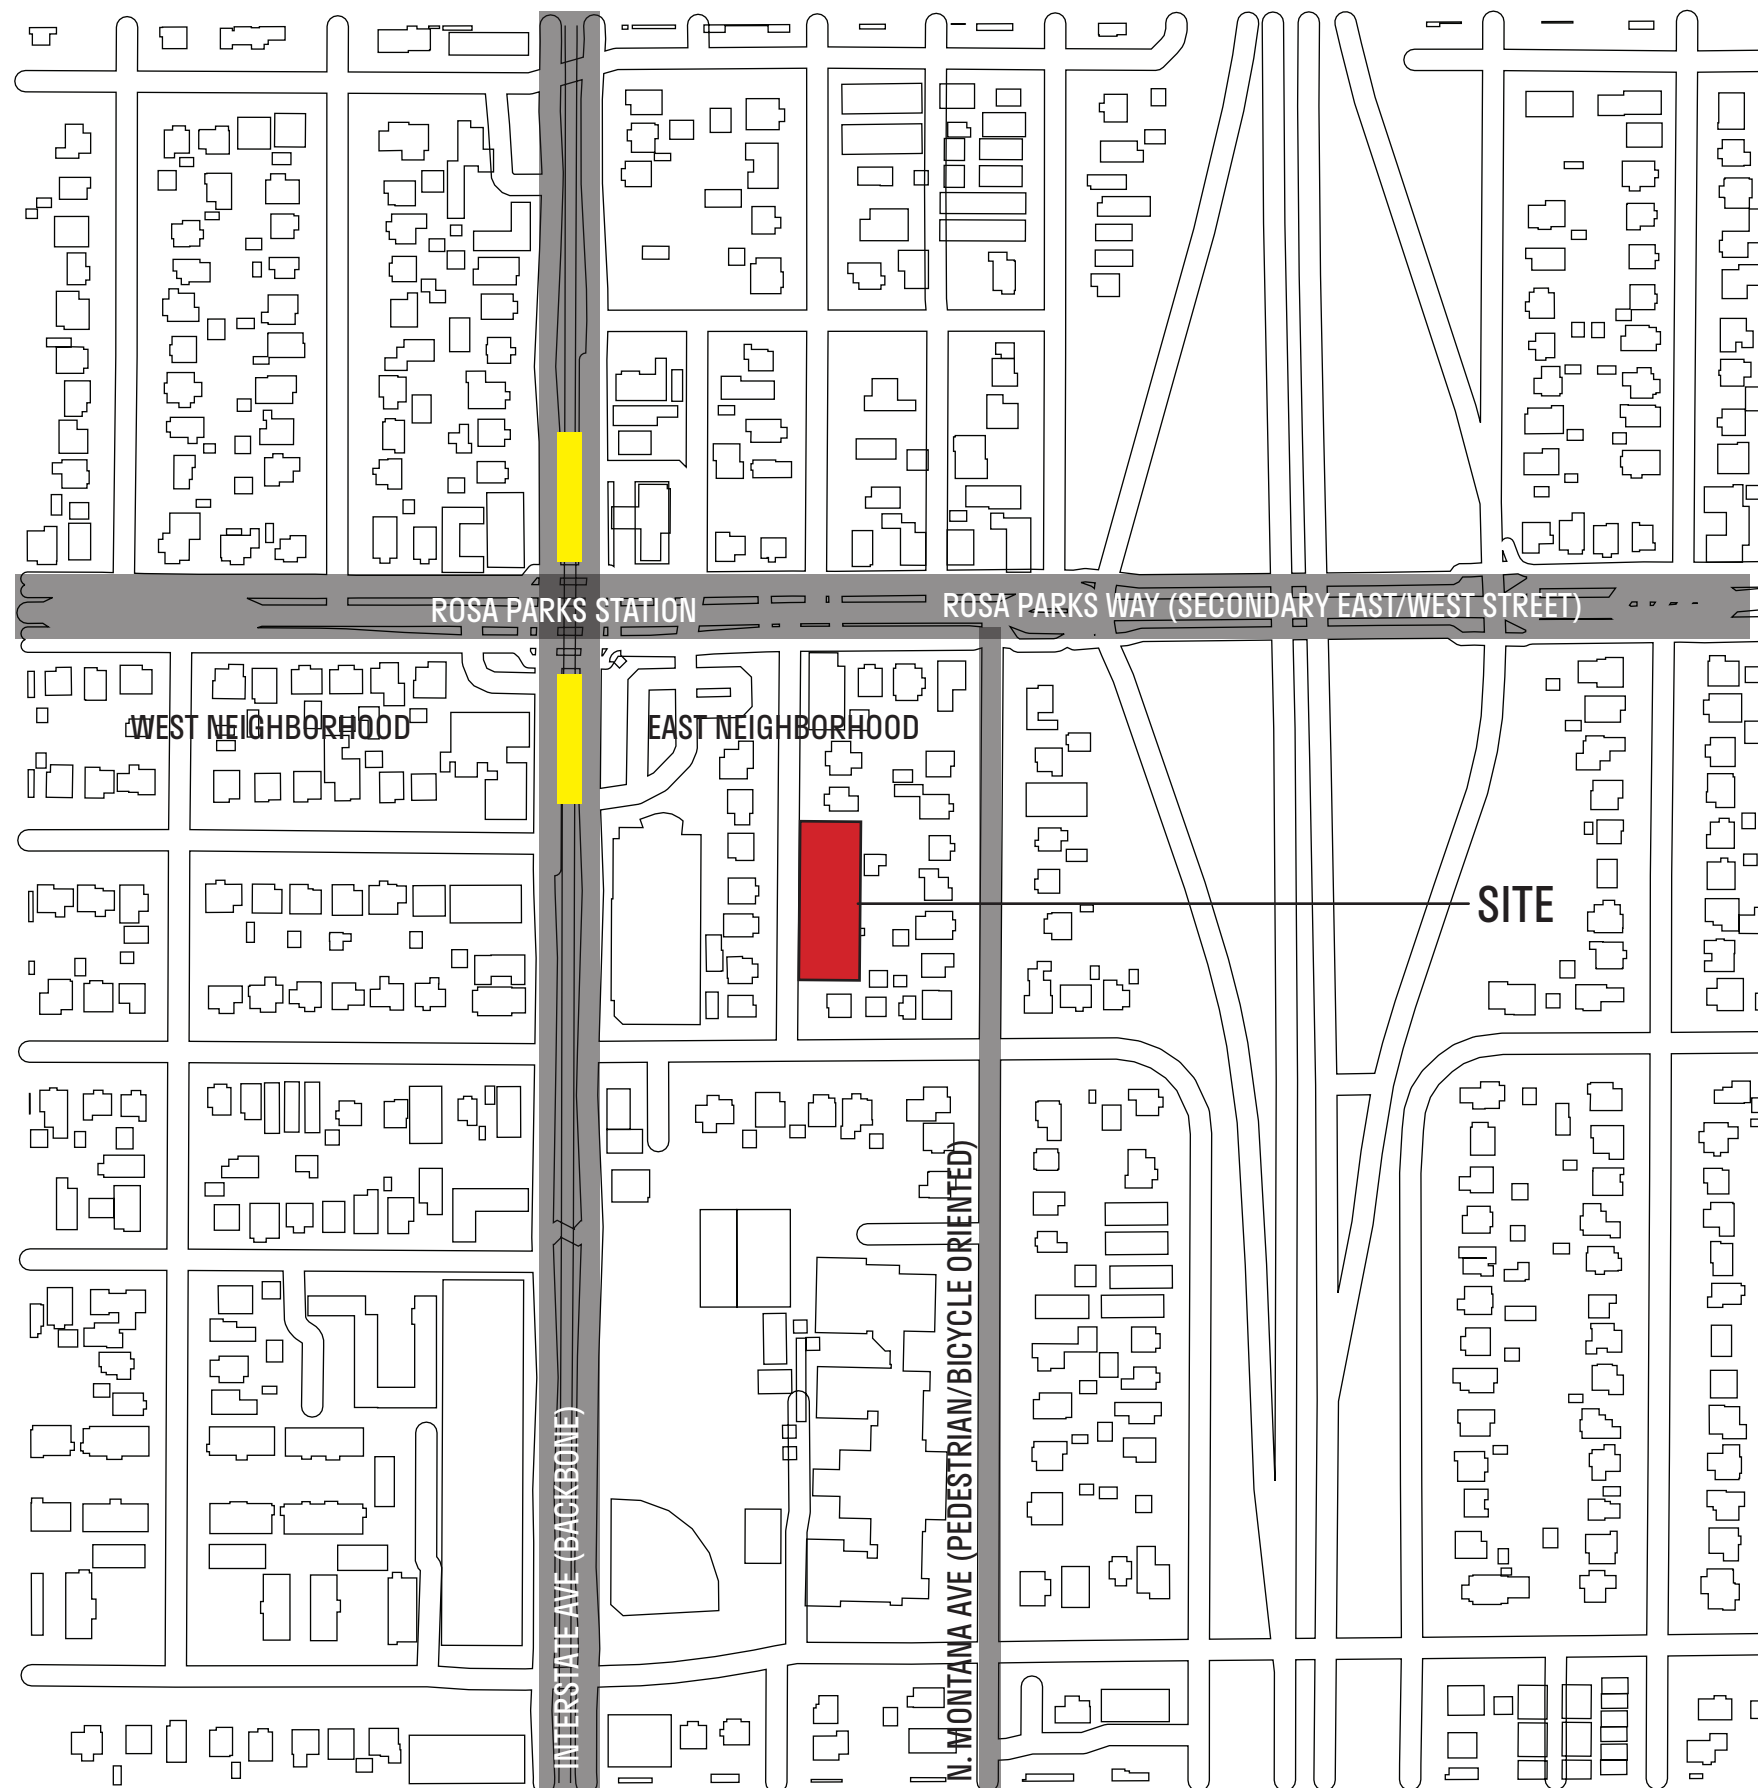 ROSA PARKS STATION
ROSA PARKS WAY (SECONDARY EAST/WEST STREET)
WEST NEIGHBORHOOD
EAST NEIGHBORHOOD
SITE
INTERSTATE AVE (BACKBONE)
N. MONTANA AVE (PEDESTRIAN/BICYCLE ORIENTED)